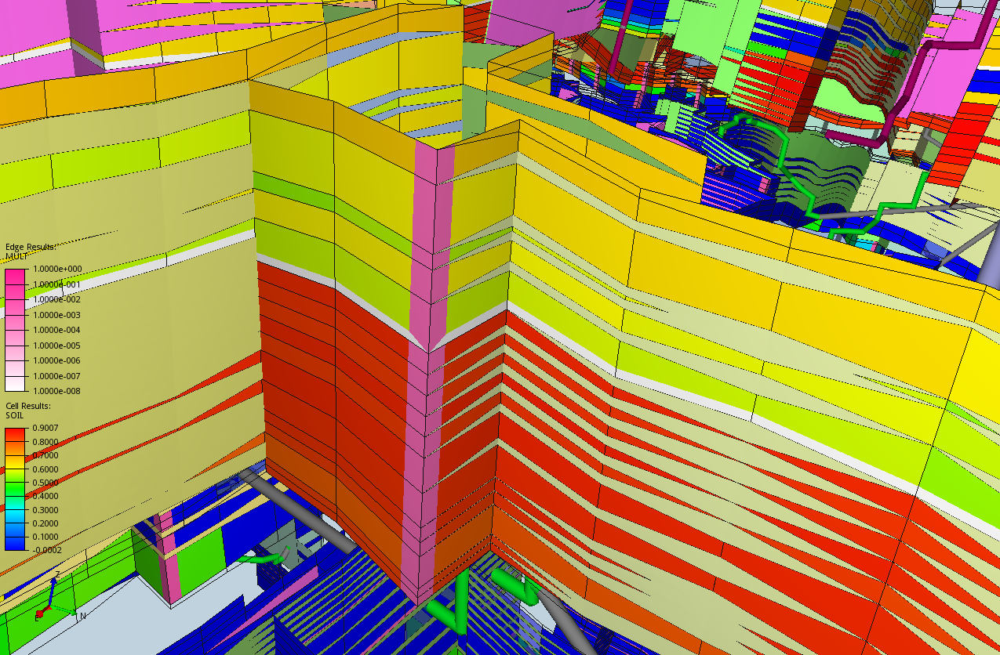 Edge Results:
MULT
1.0000e+000
1.0000e-001
1.0000e-002
1.0000e-003
1.0000e-004
1.0000e-005
1.0000e-006
1.0000e-007
1.0000e-008
Cell Results:
SOIL
0.9007
0.8000
0.7000
0.6000
0.5000
0.4000
0.3000
0.2000
0.1000
-0.0002
Z
E
N